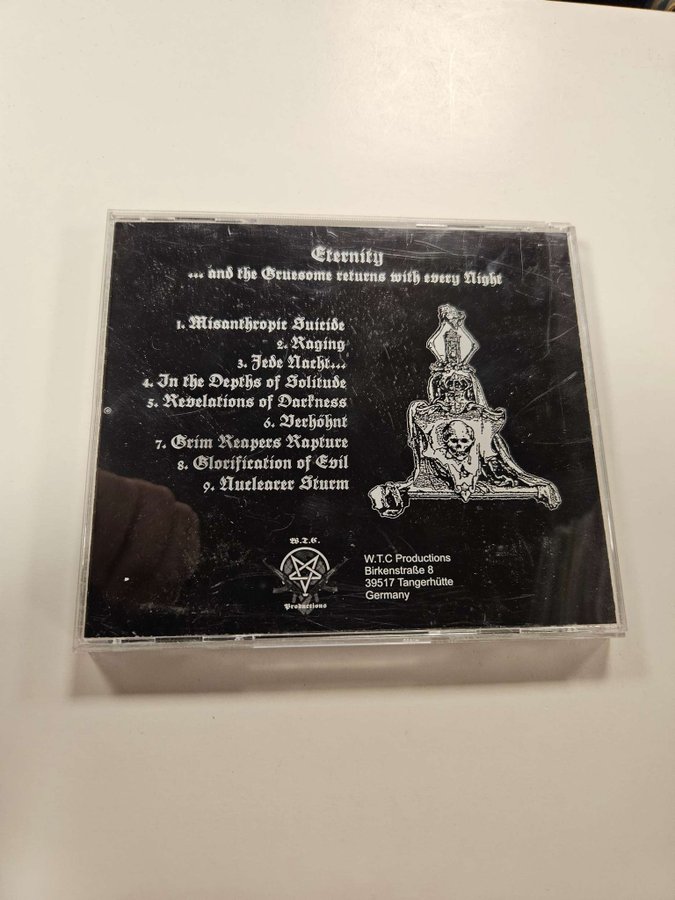 Eternity
... and the Gruesome returns with every Night
1. Misanthropic Suicide
2. Raging
3. Jede Nacht...
4. In the Depths of Solitude
5. Revelations of Darkness
6. Verhöhnt
7. Grim Reapers Rapture
8. Glorification of Evil
9. Nuclearer Sturm
W.T.C.
Productions
W.T.C Productions
Birkenstraße 8
39517 Tangerhütte
Germany